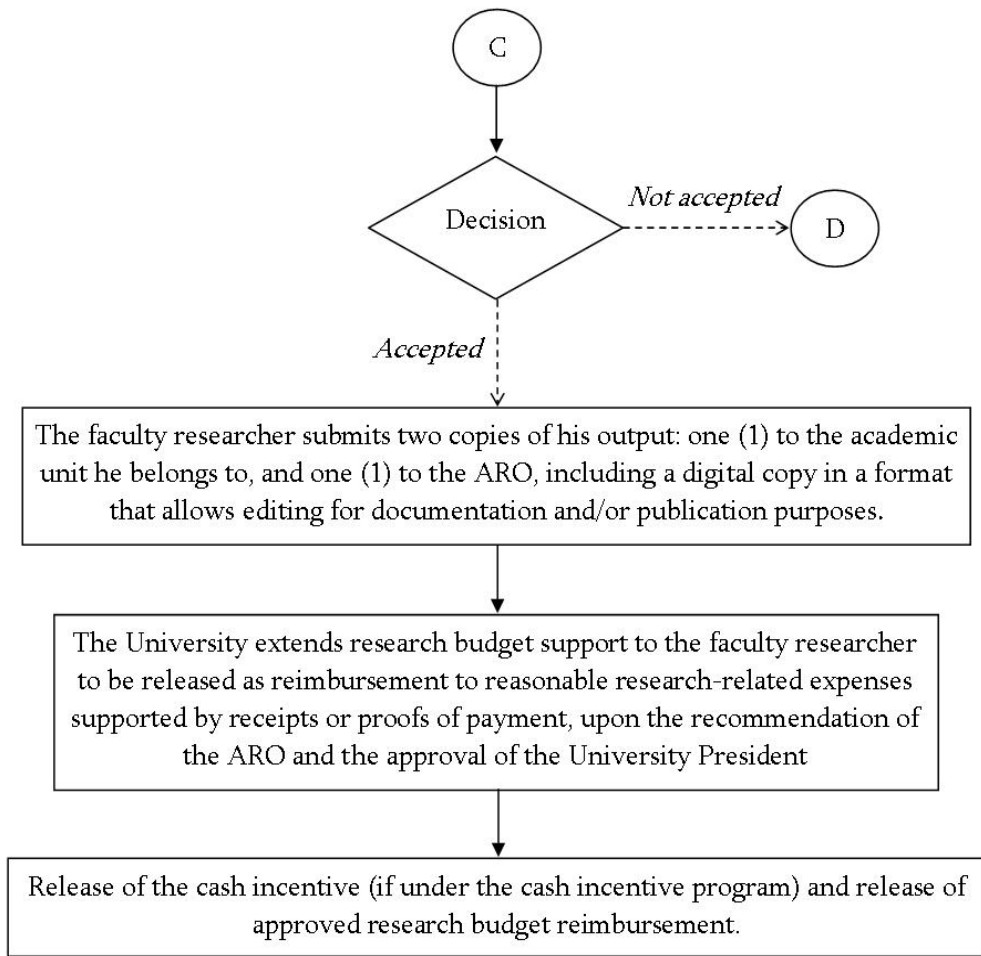 C
Decision
Not accepted
D
Accepted
The faculty researcher submits two copies of his output: one (1) to the academic
unit he belongs to, and one (1) to the ARO, including a digital copy in a format
that allows editing for documentation and/or publication purposes.
The University extends research budget support to the faculty researcher
to be released as reimbursement to reasonable research-related expenses
supported by receipts or proofs of payment, upon the recommendation of
the ARO and the approval of the University President
Release of the cash incentive (if under the cash incentive program) and release of
approved research budget reimbursement.